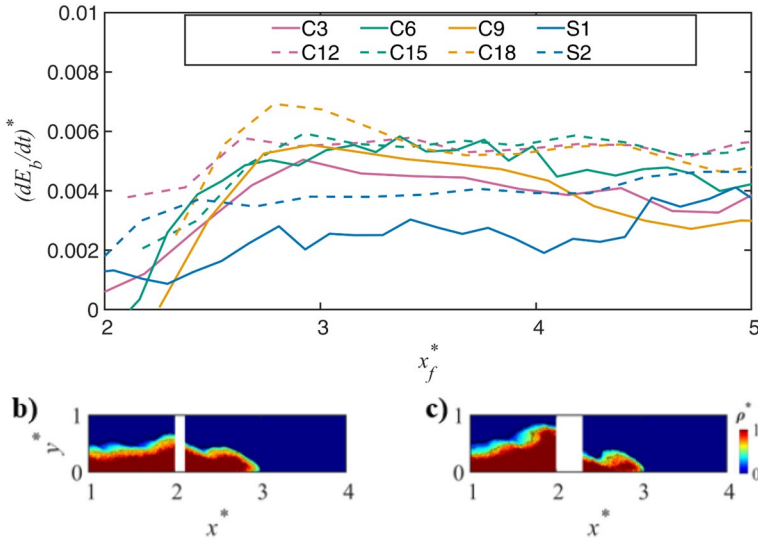 0.01
C3 C6 C9 S1
C12 C15 C18 S2
0.008
0.006
0.004
0.002
0
(dE_b/dt)^*
2 3 4 5
x_f^*
b)
c)
ρ^*
1 1 1
y^*
0 0 0
1 2 3 4
1 2 3 4
x^* x^*